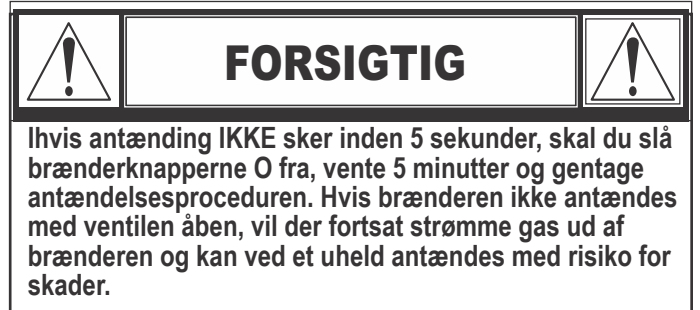 FORSIGTIG
Ihvis antænding IKKE sker inden 5 sekunder, skal du slå
brænderknapperne O fra, vente 5 minutter og gentage
antændelsesproceduren. Hvis brænderen ikke antændes
med ventilen åben, vil der fortsat strømme gas ud af
brænderen og kan ved et uheld antændes med risiko for
skader.